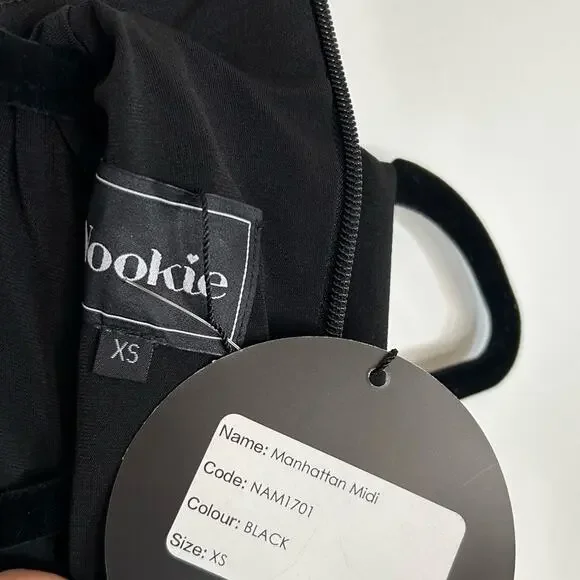 Nookie
XS
Name: Manhattan Midi
Code: NAM1701
Colour: BLACK
Size: XS